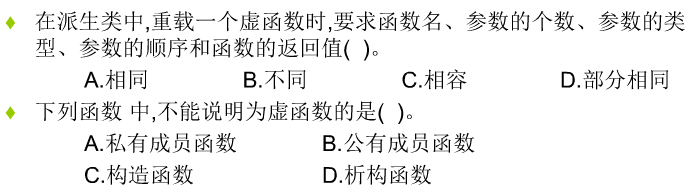 ♦ 在派生类中,重载一个虚函数时,要求函数名、参数的个数、参数的类
型、参数的顺序和函数的返回值( )。
A.相同 B.不同 C.相容 D.部分相同
♦ 下列函数 中,不能说明为虚函数的是( )。
A.私有成员函数 B.公有成员函数
C.构造函数 D.析构函数